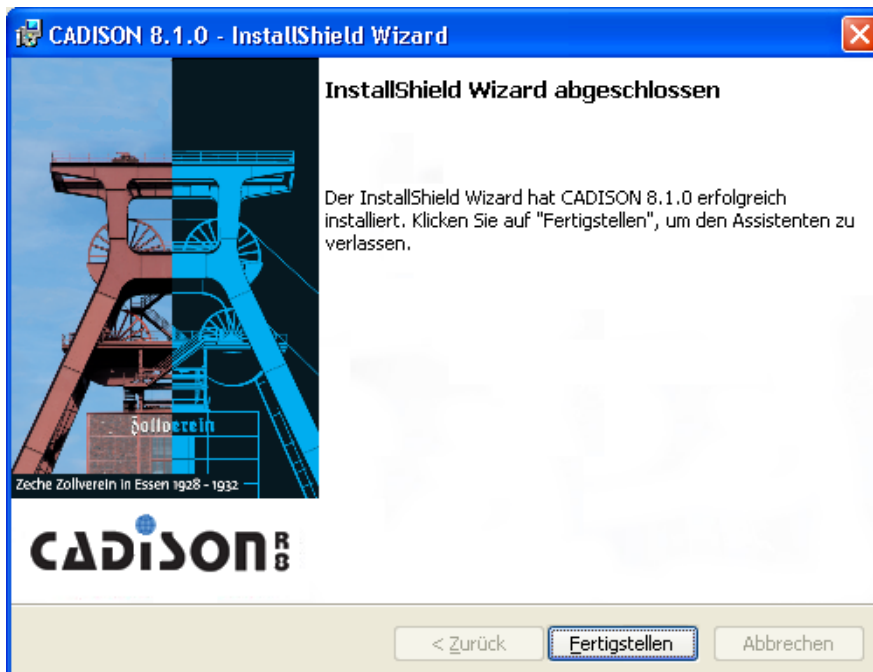 CADISON 8.1.0 - InstallShield Wizard
InstallShield Wizard abgeschlossen
Der InstallShield Wizard hat CADISON 8.1.0 erfolgreich
installiert. Klicken Sie auf "Fertigstellen", um den Assistenten zu
verlassen.
Zollverein
Zeche Zollverein in Essen 1928 - 1932
CADISON R8
< Zurück
Fertigstellen
Abbrechen